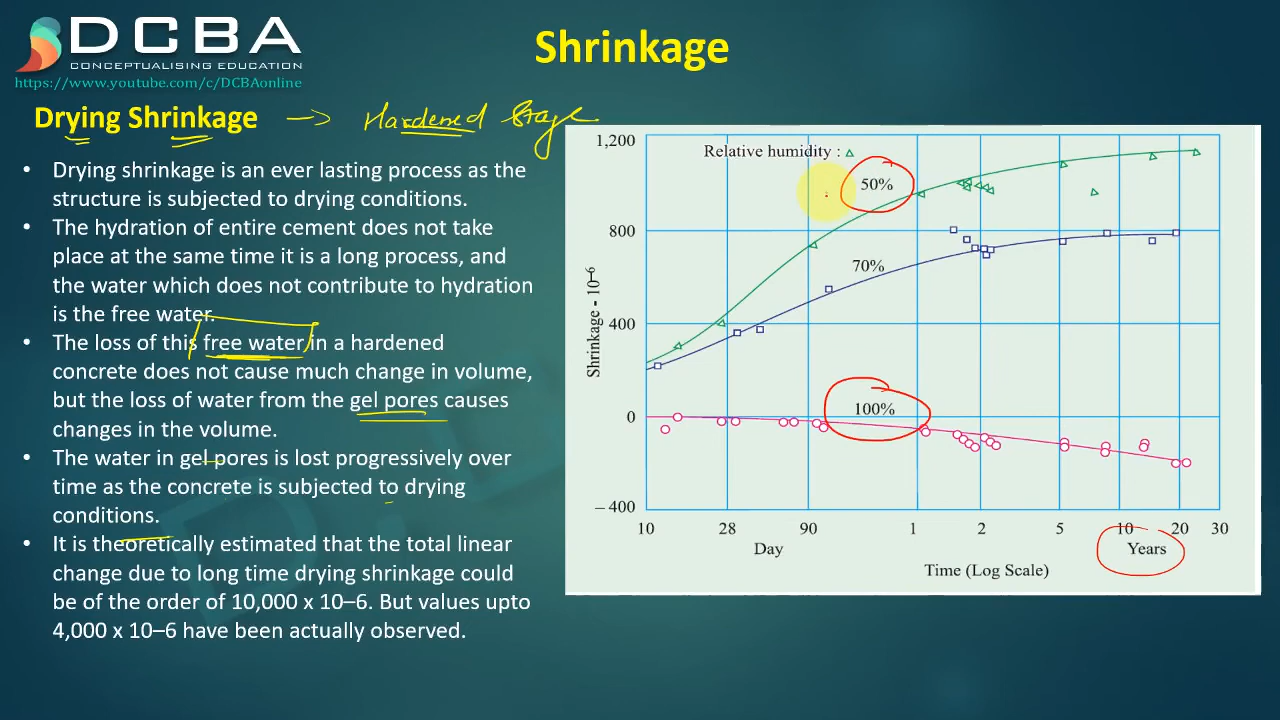 DCBA
CONCEPTUALISING EDUCATION
https://www.youtube.com/c/DCBAonline
Shrinkage
Drying Shrinkage → Hardened Stage
• Drying shrinkage is an ever lasting process as the
structure is subjected to drying conditions.
• The hydration of entire cement does not take
place at the same time it is a long process, and
the water which does not contribute to hydration
is the free water.
• The loss of this free water in a hardened
concrete does not cause much change in volume,
but the loss of water from the gel pores causes
changes in the volume.
• The water in gel pores is lost progressively over
time as the concrete is subjected to drying
conditions.
• It is theoretically estimated that the total linear
change due to long time drying shrinkage could
be of the order of 10,000 x 10–6. But values upto
4,000 x 10–6 have been actually observed.
Relative humidity :
50%
70%
100%
1,200
800
400
0
–400
Shrinkage - 10–6
10 28 90 1 2 5 10 20 30
Day Years
Time (Log Scale)